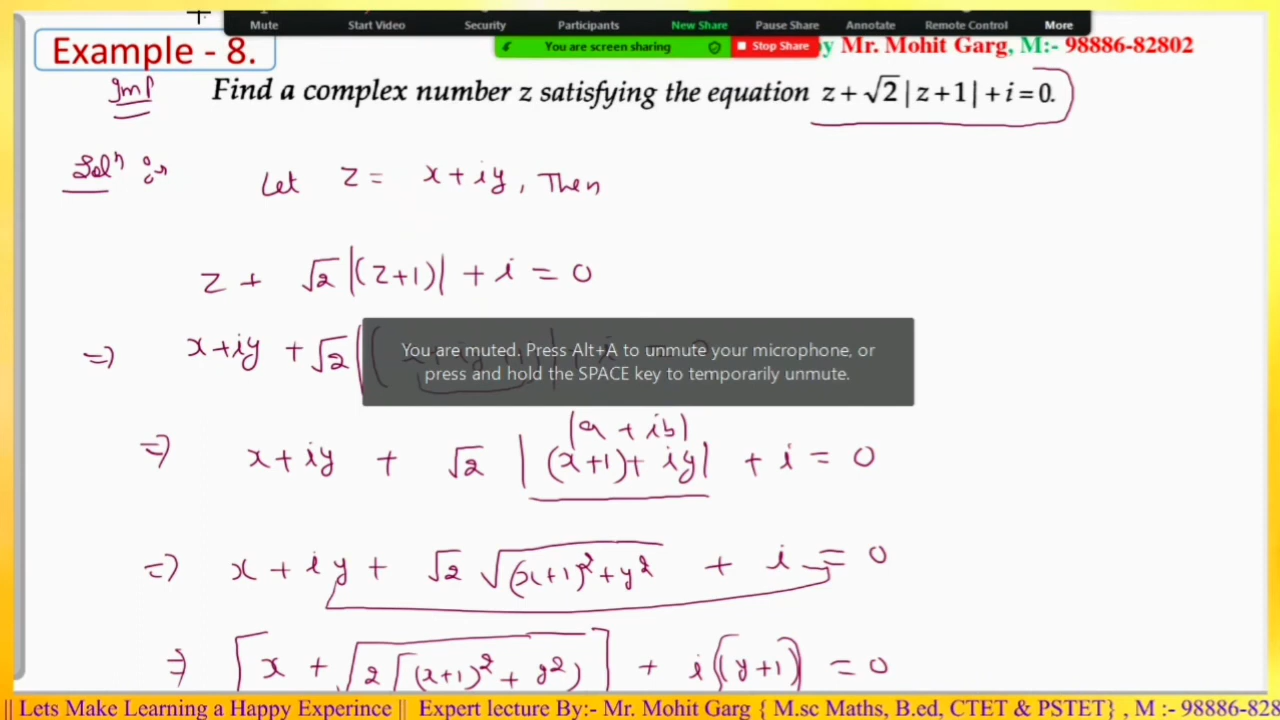 Mute Start Video Security Participants New Share Pause Share Annotate Remote Control More
You are screen sharing Stop Share
y Mr. Mohit Garg, M:- 98886-82802
Example - 8.
Imp
Find a complex number z satisfying the equation z + √2 | z + 1 | + i = 0.
Solⁿ :-
Let z = x + iy, Then
z + √2 |(z+1)| + i = 0
⇒ x + iy + √2 |(x + iy + 1)| + i = 0
You are muted. Press Alt+A to unmute your microphone, or
press and hold the SPACE key to temporarily unmute.
|a + ib|
⇒ x + iy + √2 |(x+1) + iy| + i = 0
⇒ x + iy + √2 √(x+1)² + y² + i = 0
⇒ [x + √2[(x+1)² + y²)] + i(y+1) = 0
|| Lets Make Learning a Happy Experince || Expert lecture By:- Mr. Mohit Garg { M.sc Maths, B.ed, CTET & PSTET} , M :- 98886-828